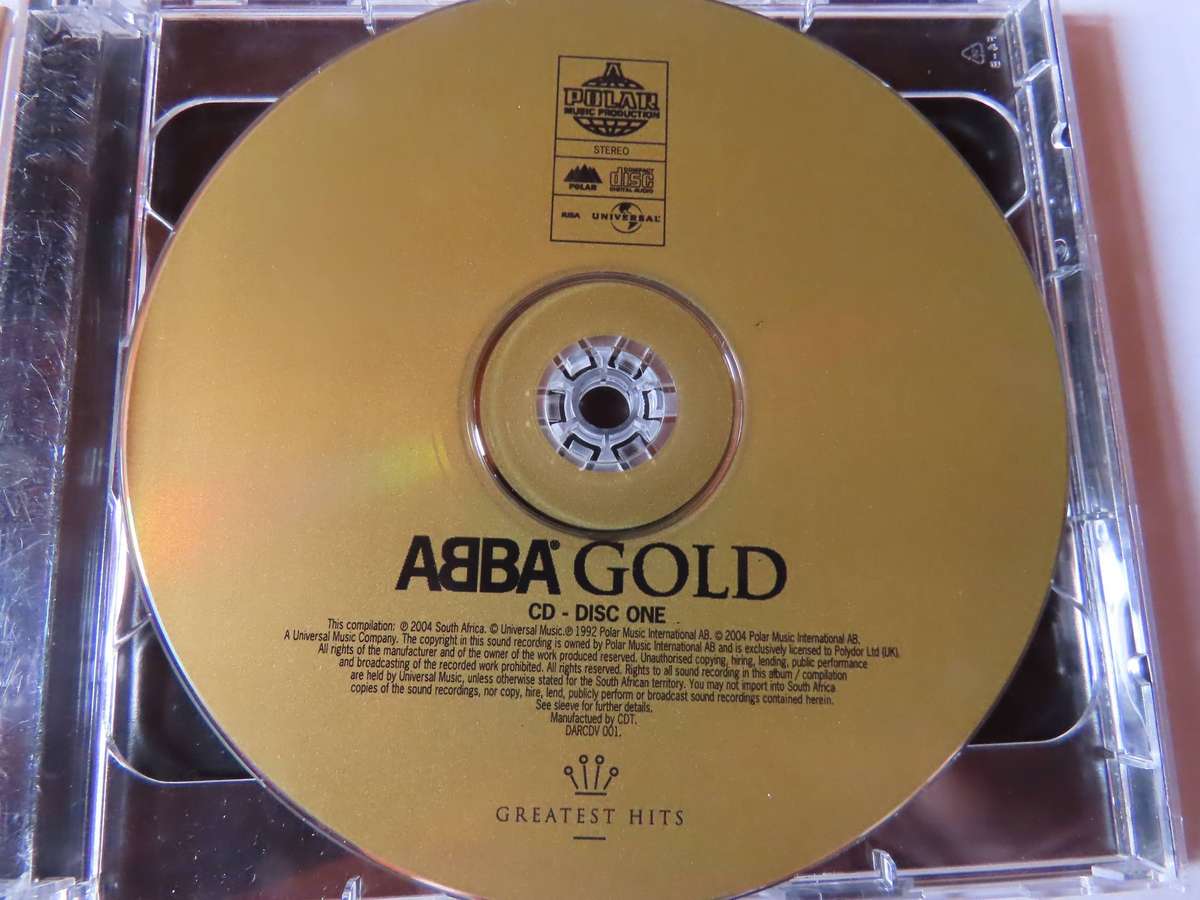 POLAR
MUSIC PRODUCTION
STEREO
POLAR
COMPACT
disc
DIGITAL AUDIO
UNIVERSAL
ABBA® GOLD
CD - DISC ONE
This compilation: ℗ 2004 South Africa. © Universal Music.℗ 1992 Polar Music International AB. © 2004 Polar Music International AB.
A Universal Music Company. The copyright in this sound recording is owned by Polar Music International AB and is exclusively licensed to Polydor Ltd (UK).
All rights of the manufacturer and of the owner of the work produced reserved. Unauthorised copying, hiring, lending, public performance
and broadcasting of the recorded work prohibited. All rights reserved. Rights to all sound recording in this album / compilation
are held by Universal Music, unless otherwise stated for the South African territory. You may not import into South Africa
copies of the sound recordings, nor copy, hire, lend, publicly perform or broadcast sound recordings contained herein.
See sleeve for further details.
Manufactued by CDT.
DARCDV 001.
GREATEST HITS